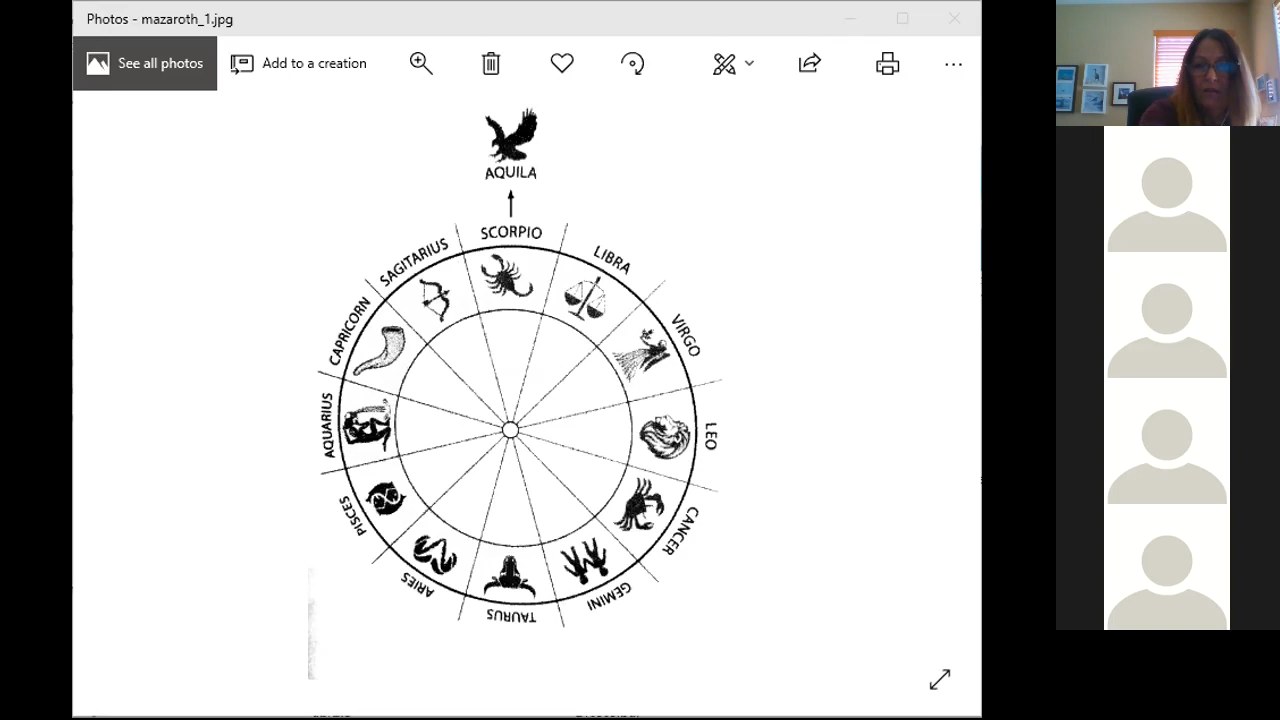 Photos - mazaroth_1.jpg
See all photos
Add to a creation
AQUILA
SCORPIO
LIBRA
VIRGO
LEO
CANCER
GEMINI
TAURUS
ARIES
PISCES
AQUARIUS
CAPRICORN
SAGITARIUS